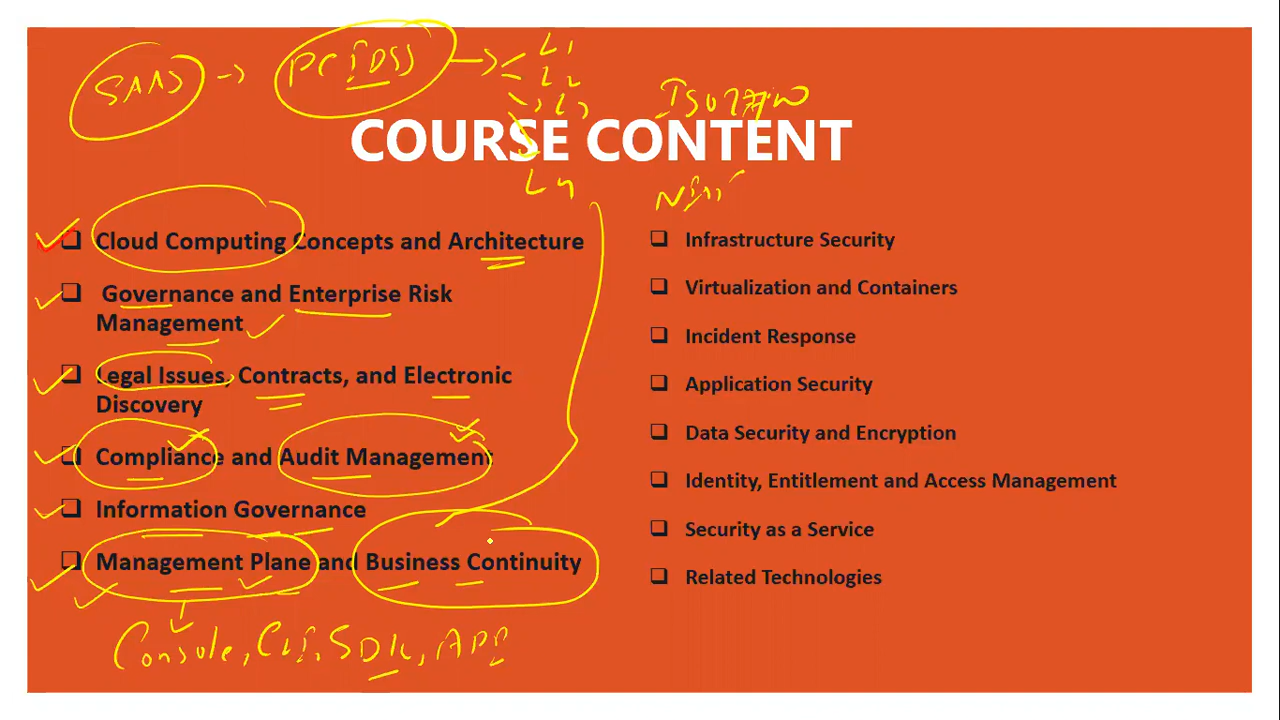 SAAS → PCI DSS → L1
L2
L3
L4
COURSE CONTENT
❑ Cloud Computing Concepts and Architecture
❑ Governance and Enterprise Risk
Management
❑ Legal Issues, Contracts, and Electronic
Discovery
❑ Compliance and Audit Management
❑ Information Governance
❑ Management Plane and Business Continuity
Console, CLI, SDK, API
❑ Infrastructure Security
❑ Virtualization and Containers
❑ Incident Response
❑ Application Security
❑ Data Security and Encryption
❑ Identity, Entitlement and Access Management
❑ Security as a Service
❑ Related Technologies